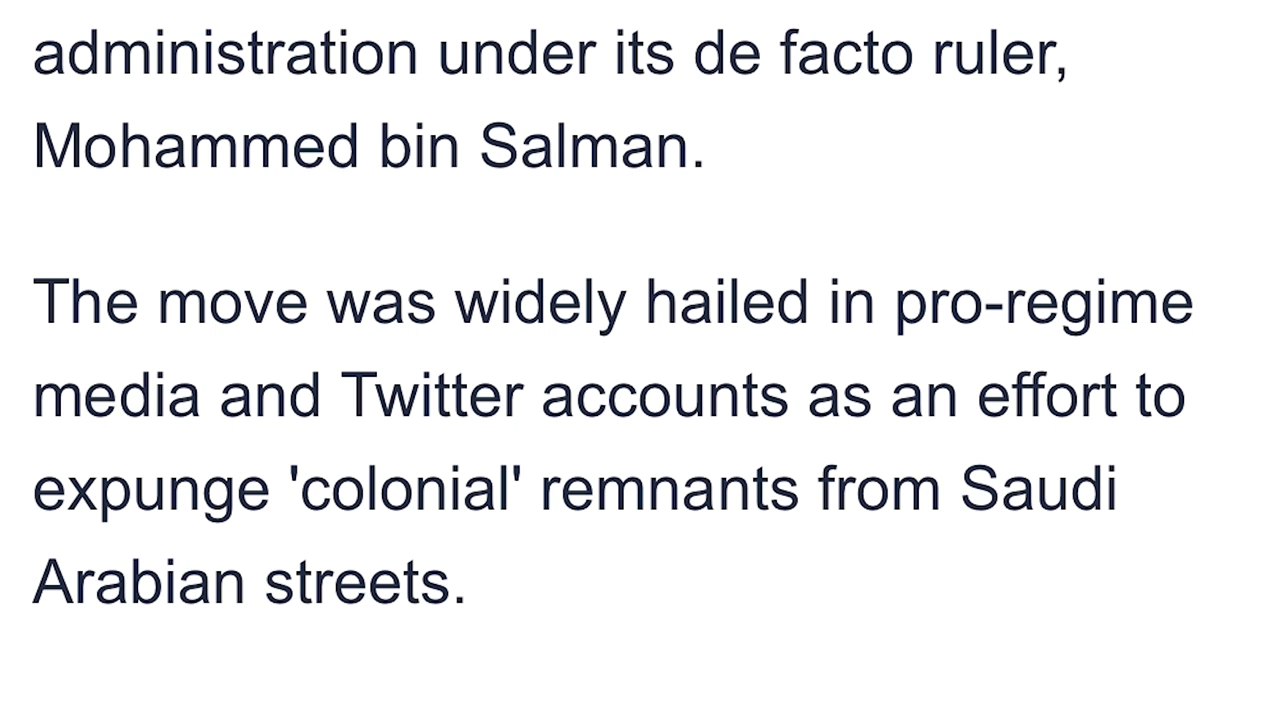 administration under its de facto ruler,
Mohammed bin Salman.
The move was widely hailed in pro-regime
media and Twitter accounts as an effort to
expunge 'colonial' remnants from Saudi
Arabian streets.